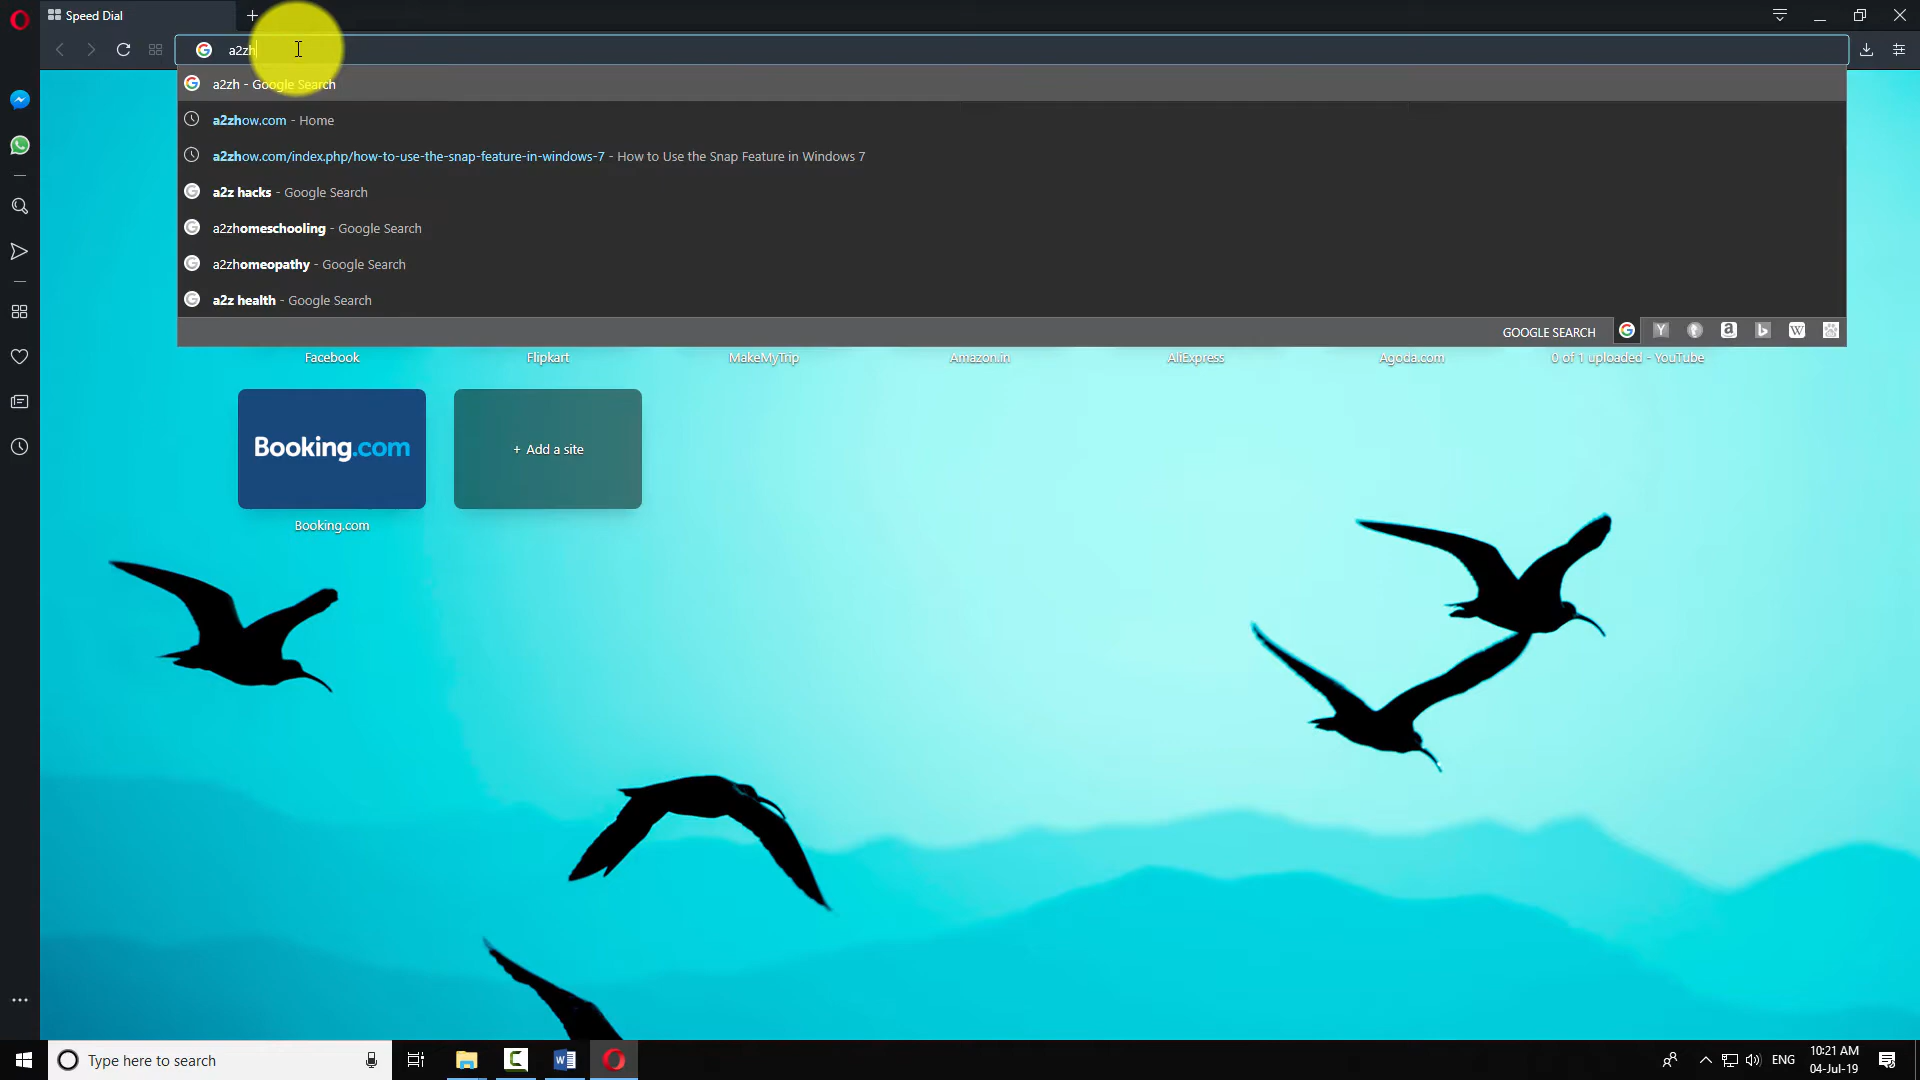 Speed Dial
a2zh
a2zh - Google Search
a2zhow.com - Home
a2zhow.com/index.php/how-to-use-the-snap-feature-in-windows-7 - How to Use the Snap Feature in Windows 7
a2z hacks - Google Search
a2zhomeschooling - Google Search
a2zhomeopathy - Google Search
a2z health - Google Search
GOOGLE SEARCH
Facebook Flipkart MakeMyTrip Amazon.in AliExpress Agoda.com 0 of 1 uploaded - YouTube
Booking.com
+ Add a site
Booking.com
Type here to search
ENG
10:21 AM
04-Jul-19